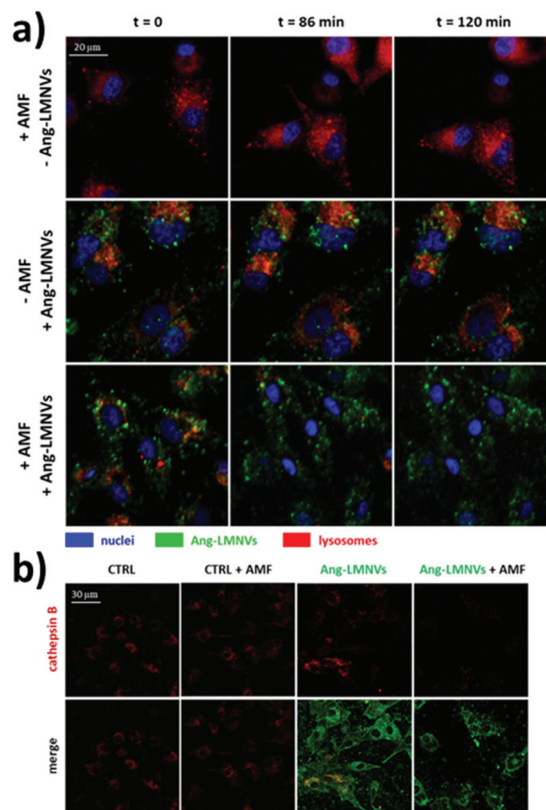 a)
t = 0 t = 86 min t = 120 min
20 µm
+ AMF
- Ang-LMNVs
- AMF
+ Ang-LMNVs
+ AMF
+ Ang-LMNVs
nuclei Ang-LMNVs lysosomes
b)
CTRL CTRL + AMF Ang-LMNVs Ang-LMNVs + AMF
30 µm
cathepsin B
merge